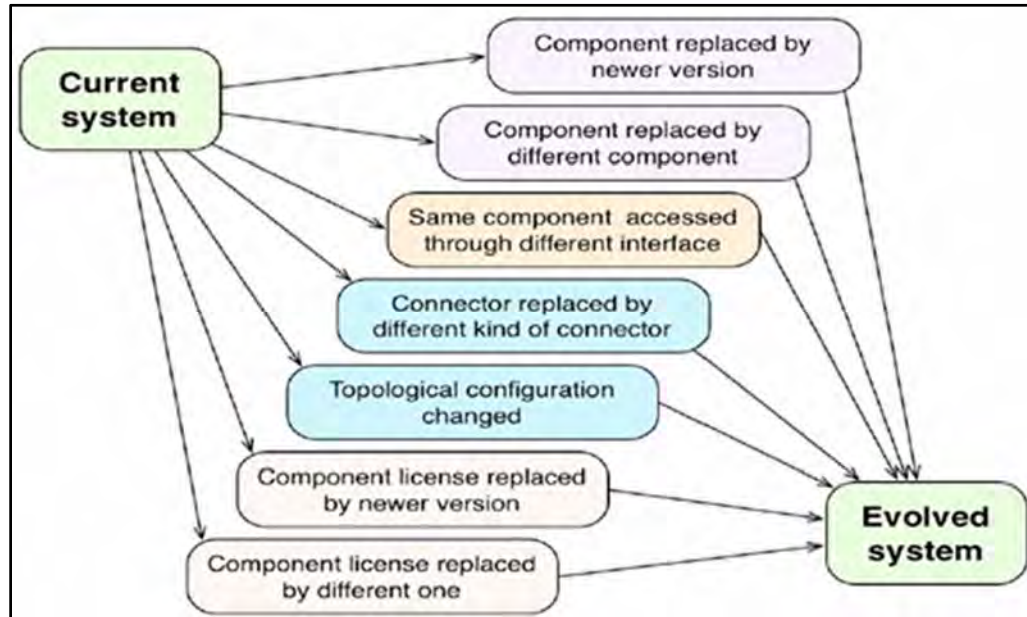 Current
system
Component replaced by
newer version
Component replaced by
different component
Same component accessed
through different interface
Connector replaced by
different kind of connector
Topological configuration
changed
Component license replaced
by newer version
Component license replaced
by different one
Evolved
system